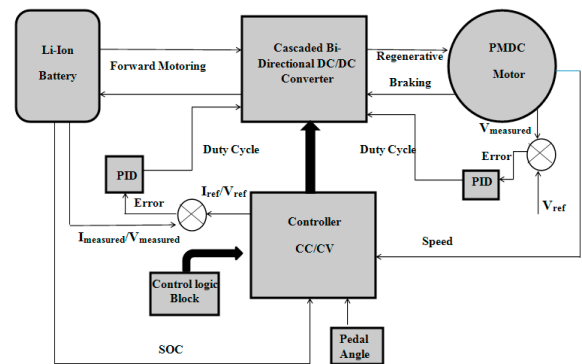 Li-Ion
Battery
Forward Motoring
Cascaded Bi-
Directional DC/DC
Converter
Regenerative
Braking
PMDC
Motor
Vmeasured
Duty Cycle
Duty Cycle
Error
PID
PID
Iref/Vref
Error
Vref
Imeasured/Vmeasured
Controller
CC/CV
Speed
Control logic
Block
Pedal
Angle
SOC